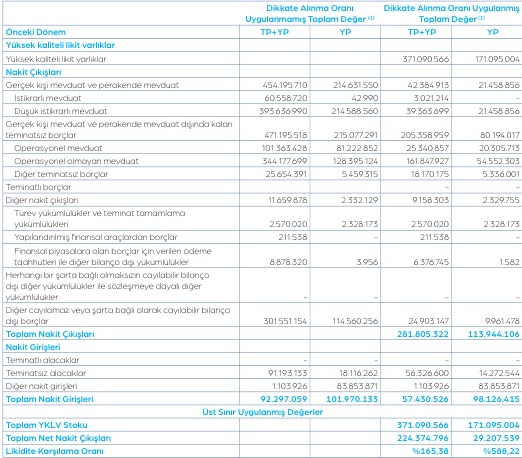 Dikkate Alınma Oranı Dikkate Alınma Oranı Uygulanmış
Uygulanmamış Toplam Değer (1) Toplam Değer (1)
Önceki Dönem TP+YP YP TP+YP YP
Yüksek kaliteli likit varlıklar
Yüksek kaliteli likit varlıklar 371.090.566 171.095.004
Nakit Çıkışları
Gerçek kişi mevduat ve perakende mevduat 454.195.710 214.631.550 42.384.913 21.458.856
İstikrarlı mevduat 60.558.720 42.990 3.021.214 –
Düşük istikrarlı mevduat 393.636.990 214.588.560 39.363.699 21.458.856
Gerçek kişi mevduat ve perakende mevduat dışında kalan
teminatsız borçlar 471.195.518 215.077.291 205.358.959 80.194.017
Operasyonel mevduat 101.363.428 81.222.852 25.340.857 20.305.713
Operasyonel olmayan mevduat 344.177.699 128.395.124 161.847.927 54.552.303
Diğer teminatsız borçlar 25.654.391 5.459.315 18.170.175 5.336.001
Teminatlı borçlar – –
Diğer nakit çıkışları 11.659.878 2.332.129 9.158.303 2.329.755
Türev yükümlülükler ve teminat tamamlama
yükümlülükleri 2.570.020 2.328.173 2.570.020 2.328.173
Yapılandırılmış finansal araçlardan borçlar 211.538 – 211.538 –
Finansal piyasalara olan borçlar için verilen ödeme
taahhütleri ile diğer bilanço dışı yükümlülükler 8.878.320 3.956 6.376.745 1.582
Herhangi bir şarta bağlı olmaksızın cayılabilir bilanço
dışı diğer yükümlülükler ile sözleşmeye dayalı diğer
yükümlülükler – – – –
Diğer cayılamaz veya şarta bağlı olarak cayılabilir bilanço
dışı borçlar 301.551.154 114.560.256 24.903.147 9.961.478
Toplam Nakit Çıkışları 281.805.322 113.944.106
Nakit Girişleri
Teminatlı alacaklar – – – –
Teminatsız alacaklar 91.193.133 18.116.262 56.326.600 14.272.544
Diğer nakit girişleri 1.103.926 83.853.871 1.103.926 83.853.871
Toplam Nakit Girişleri 92.297.059 101.970.133 57.430.526 98.126.415
Üst Sınır Uygulanmış Değerler
Toplam YKLV Stoku 371.090.566 171.095.004
Toplam Net Nakit Çıkışları 224.374.796 29.207.539
Likidite Karşılama Oranı %165,38 %588,22